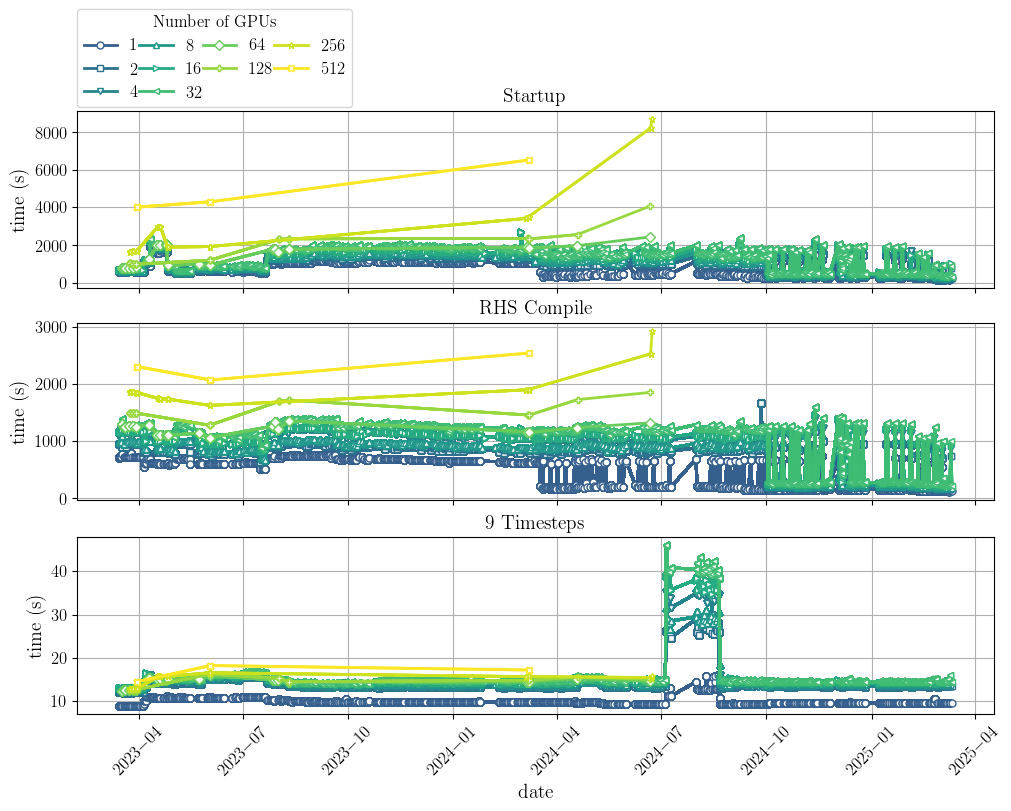 Number of GPUs
1 8 64 256
2 16 128 512
4 32
Startup
8000
6000
4000
2000
0
time (s)
RHS Compile
3000
2000
1000
0
time (s)
9 Timesteps
40
30
20
10
time (s)
2023−04 2023−07 2023−10 2024−01 2024−04 2024−07 2024−10 2025−01 2025−04
date